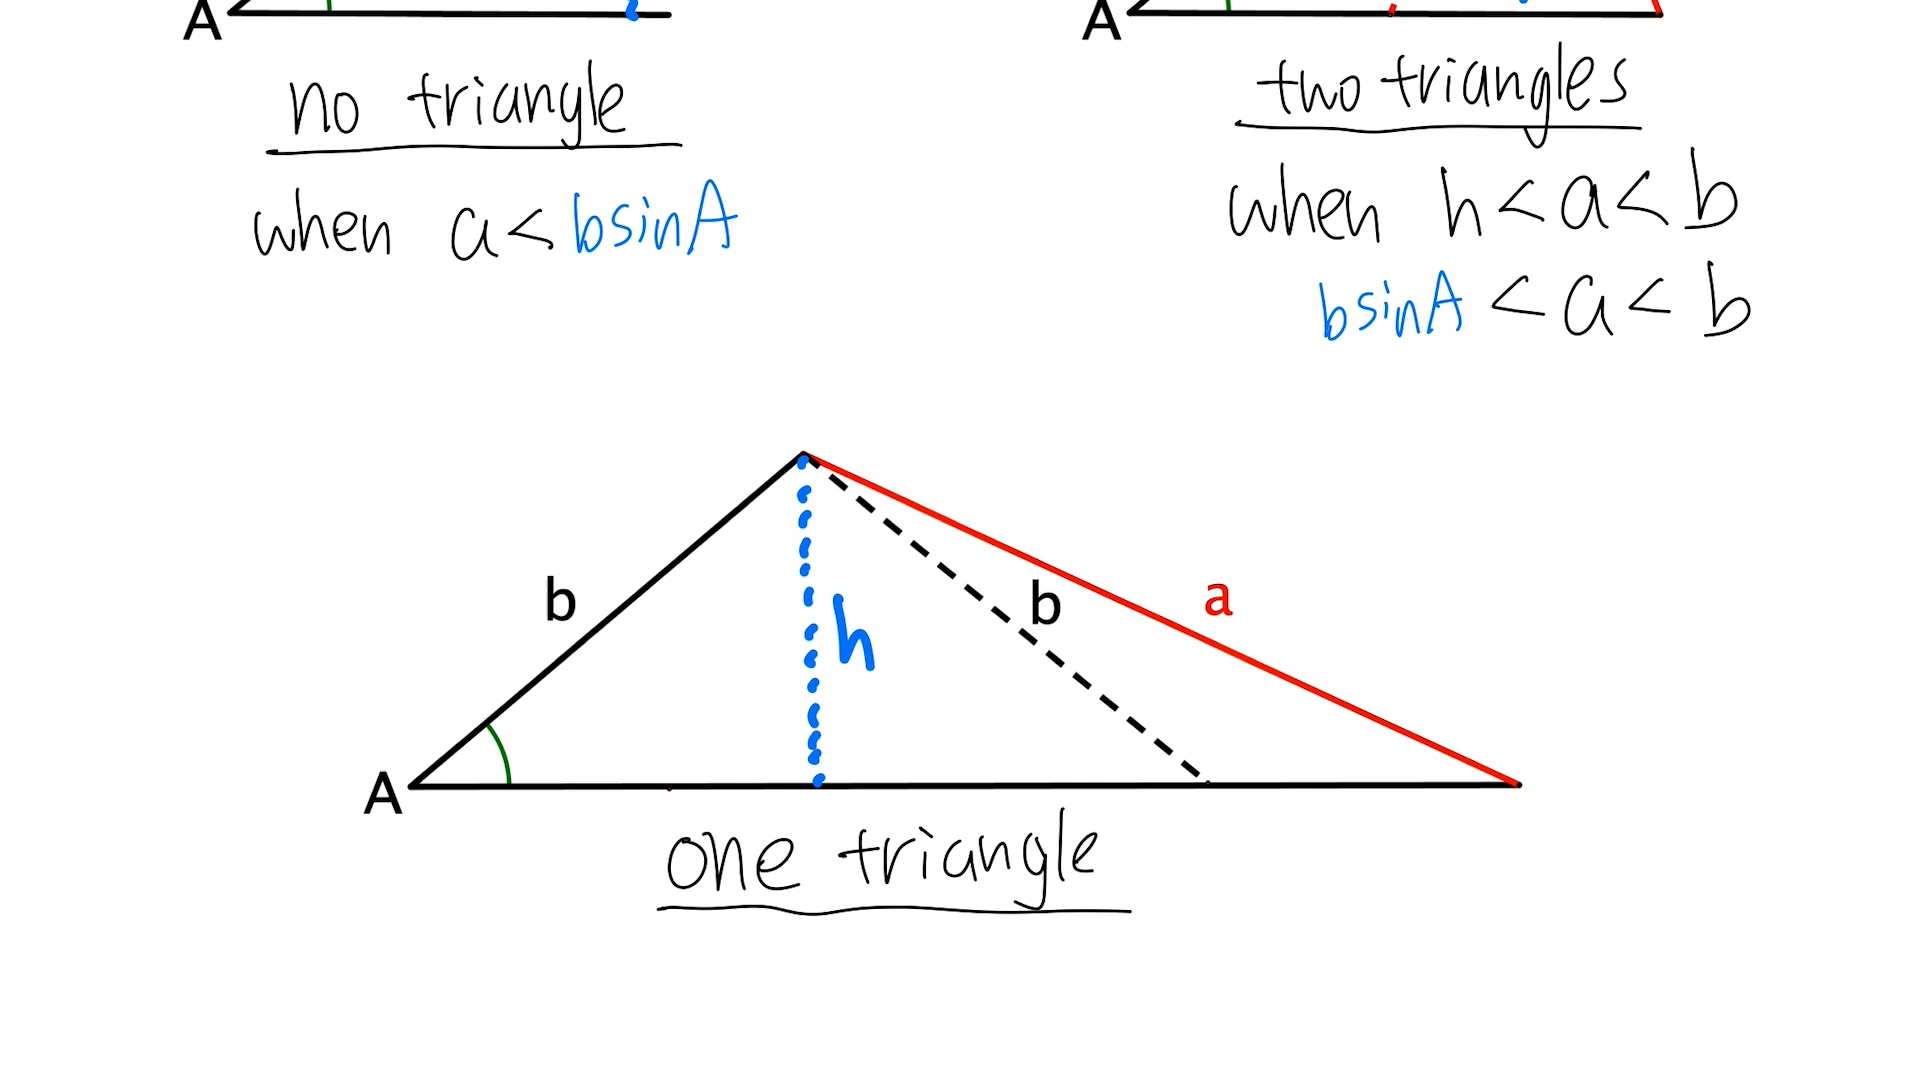 A
A
no triangle
when a < bsinA
two triangles
when h < a < b
bsinA < a < b
b
h
b
a
A
one triangle